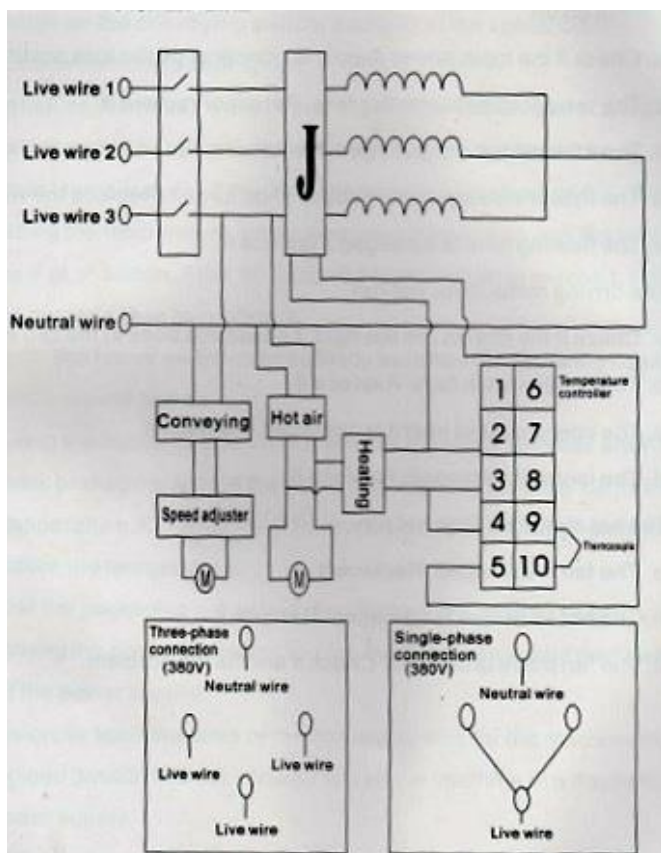 Live wire 1
Live wire 2
J
Live wire 3
Neutral wire
1 6
Temperature
controller
Conveying
Hot air
2 7
Heating
3 8
Speed adjuster
4 9
Thermocouple
5 10
M
M
Three-phase
connection
(380V)
Neutral wire
Live wire
Live wire
Live wire
Single-phase
connection
(380V)
Neutral wire
Live wire